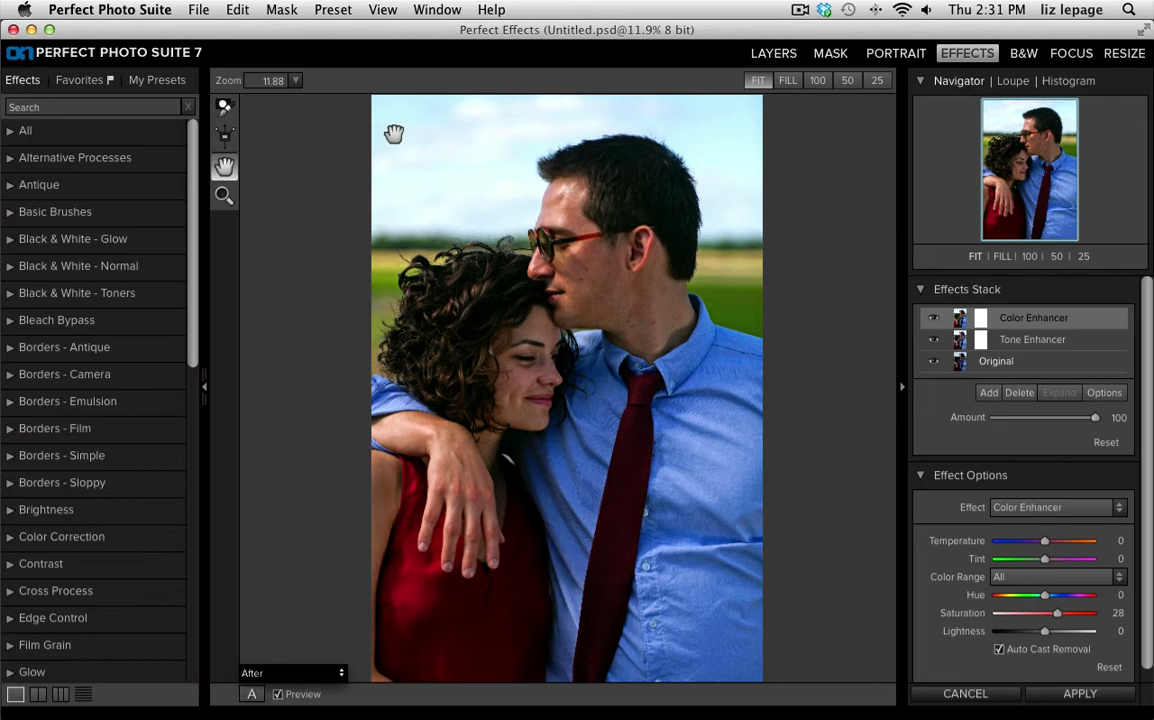 Perfect Photo Suite File Edit Mask Preset View Window Help Thu 2:31 PM liz lepage
Perfect Effects (Untitled.psd@11.9% 8 bit)
on PERFECT PHOTO SUITE 7 LAYERS MASK PORTRAIT EFFECTS B&W FOCUS RESIZE
Effects Favorites My Presets
Search X
All
Alternative Processes
Antique
Basic Brushes
Black & White - Glow
Black & White - Normal
Black & White - Toners
Bleach Bypass
Borders - Antique
Borders - Camera
Borders - Emulsion
Borders - Film
Borders - Simple
Borders - Sloppy
Brightness
Color Correction
Contrast
Cross Process
Edge Control
Film Grain
Glow
Zoom 11.88 FIT FILL 100 50 25
After
A Preview
Navigator | Loupe | Histogram
FIT | FILL | 100 | 50 | 25
Effects Stack
Color Enhancer
Tone Enhancer
Original
Add Delete Expand Options
Amount 100
Reset
Effect Options
Effect Color Enhancer
Temperature 0
Tint 0
Color Range All
Hue 0
Saturation 28
Lightness 0
Auto Cast Removal
Reset
CANCEL APPLY